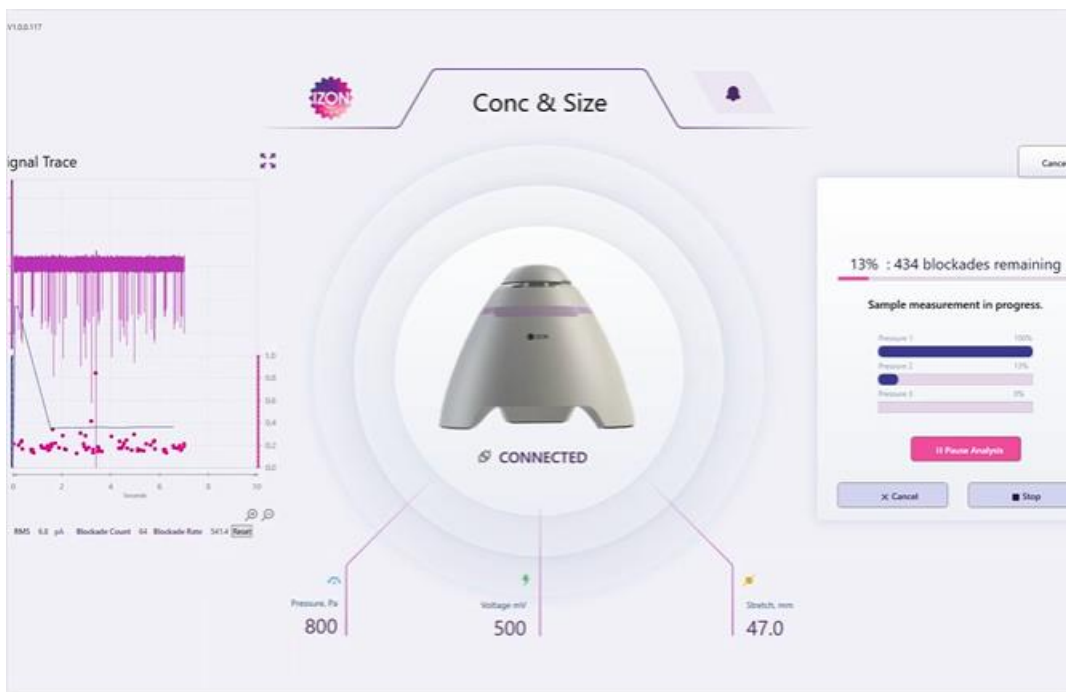 V1.0.0.117
IZON
Conc & Size
ignal Trace
1.0
0.8
0.6
0.4
0.2
0.0
0 2 4 6 8 10
Seconds
RMS 6.8 pA Blockade Count 64 Blockade Rate 541.4 Reset
IZON
CONNECTED
Pressure, Pa
800
Voltage mV
500
Stretch, mm
47.0
Cance
13% : 434 blockades remaining
Sample measurement in progress.
Pressure 1 100%
Pressure 2 13%
Pressure 3 0%
Pause Analysis
Cancel
Stop